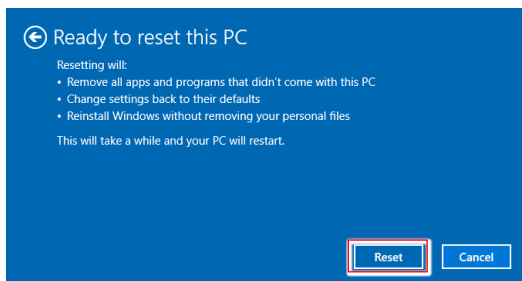 Ready to reset this PC
Resetting will:
• Remove all apps and programs that didn't come with this PC
• Change settings back to their defaults
• Reinstall Windows without removing your personal files
This will take a while and your PC will restart.
Reset
Cancel